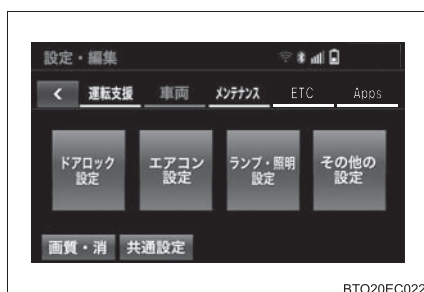 設定・編集
運転支援 車両 メンテナンス ETC Apps
ドアロック
設定
エアコン
設定
ランプ・照明
設定
その他の
設定
画質・消 共通設定
BTO20EC022